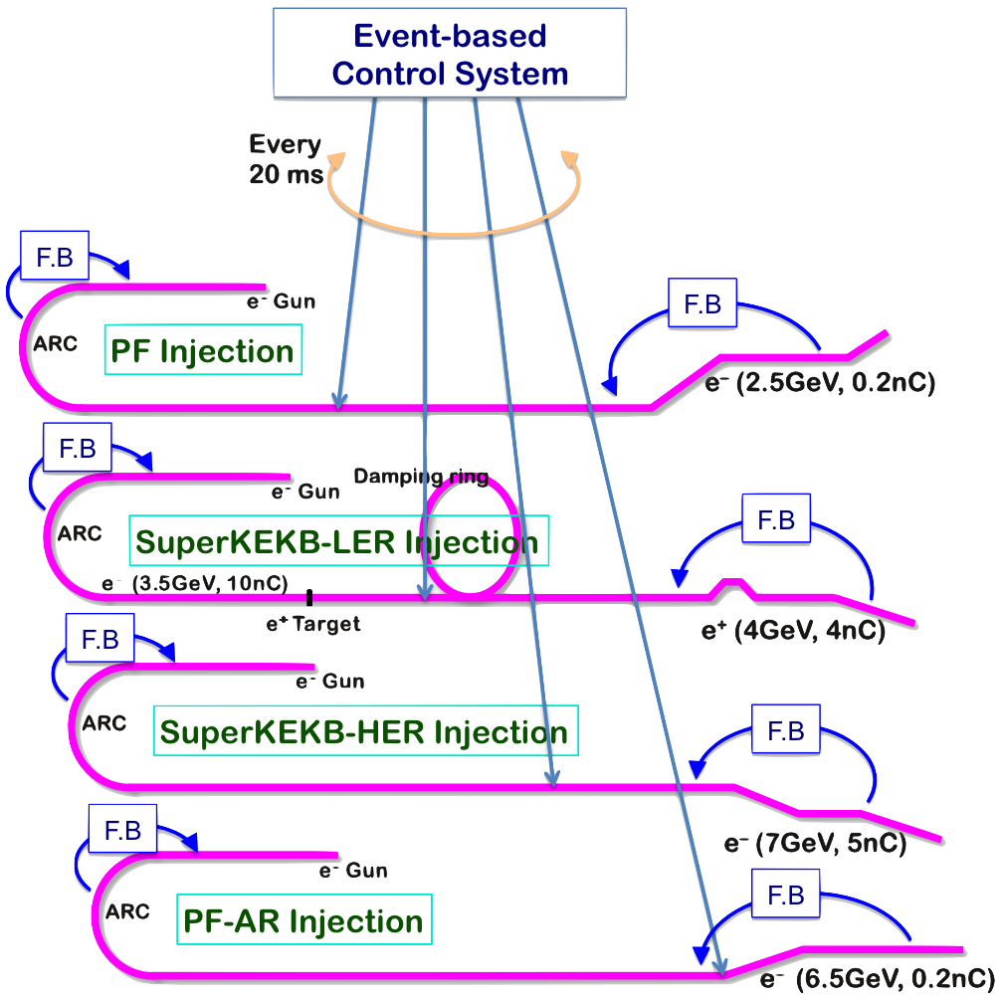 Event-based
Control System
Every
20 ms
F.B
e⁻ Gun
ARC
PF Injection
F.B
e⁻ (2.5GeV, 0.2nC)
F.B
e⁻ Gun
Damping ring
ARC
SuperKEKB-LER Injection
e⁻ (3.5GeV, 10nC)
e⁺ Target
F.B
e⁺ (4GeV, 4nC)
F.B
e⁻ Gun
ARC
SuperKEKB-HER Injection
F.B
e⁻ (7GeV, 5nC)
F.B
e⁻ Gun
ARC
PF-AR Injection
F.B
e⁻ (6.5GeV, 0.2nC)